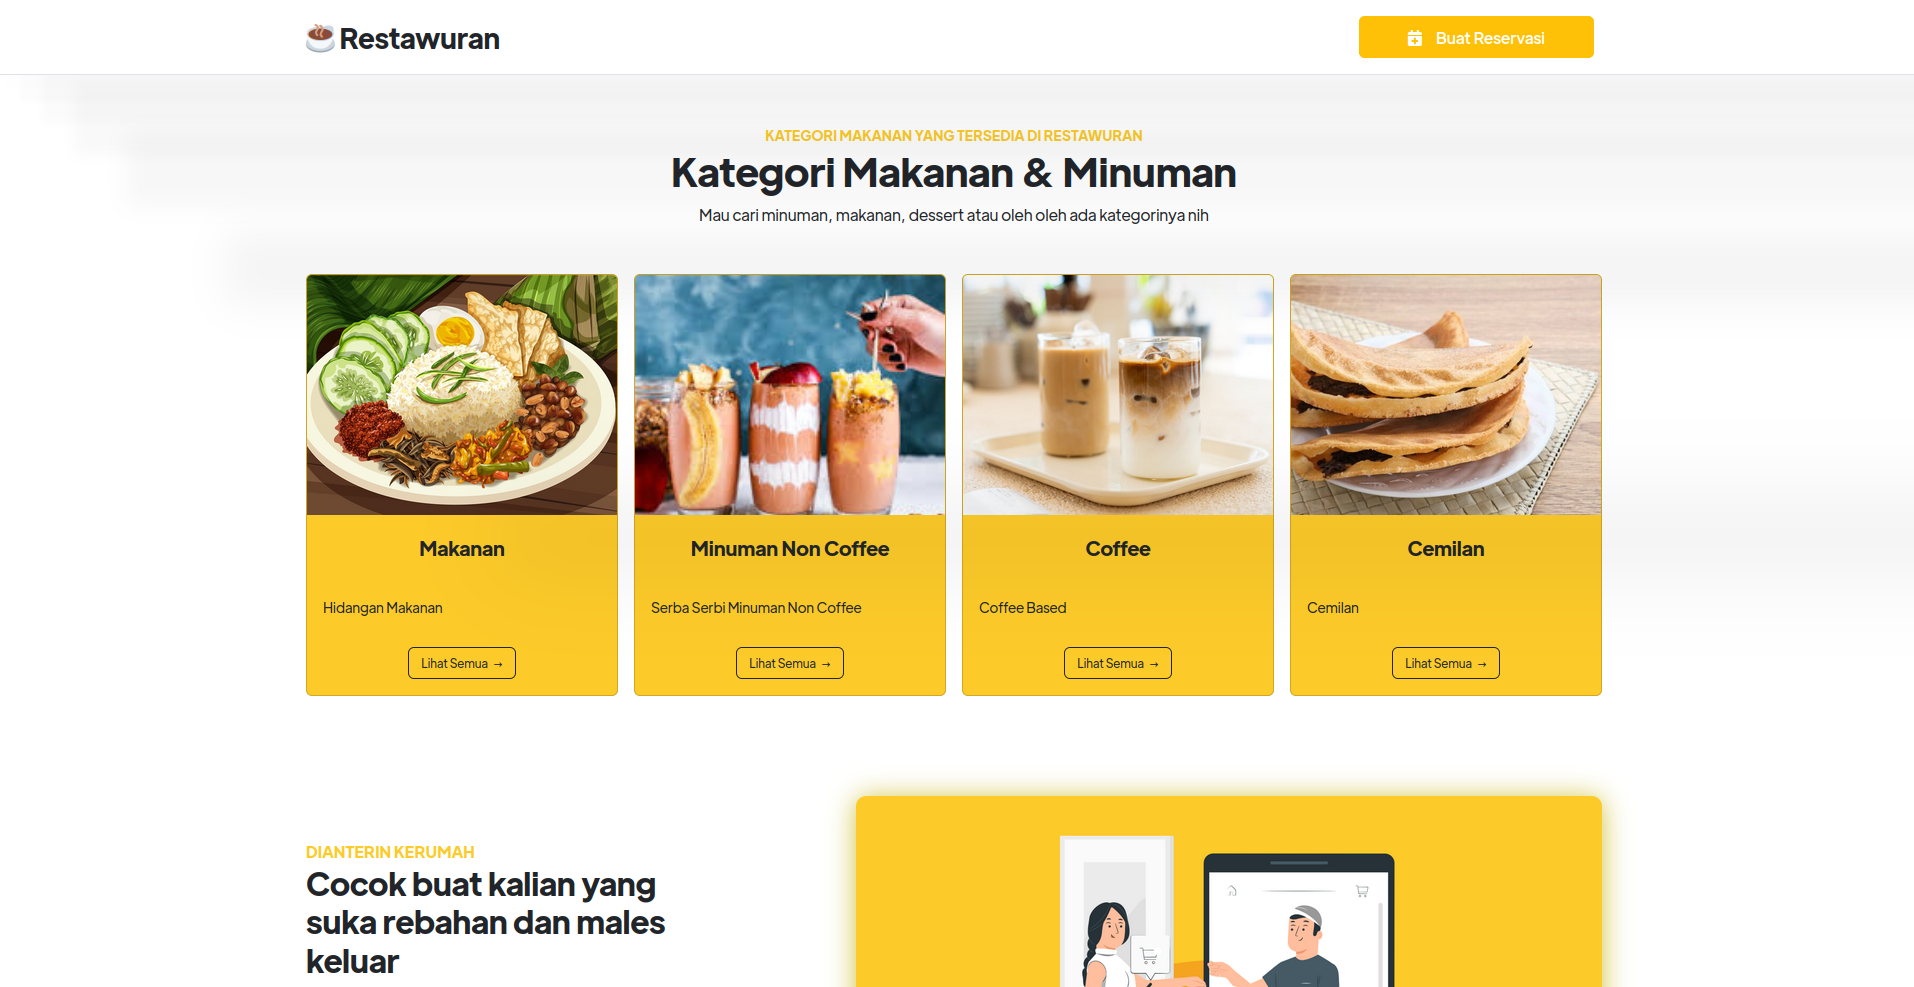 Restawuran
Buat Reservasi
KATEGORI MAKANAN YANG TERSEDIA DI RESTAWURAN
Kategori Makanan & Minuman
Mau cari minuman, makanan, dessert atau oleh oleh ada kategorinya nih
Makanan
Hidangan Makanan
Lihat Semua →
Minuman Non Coffee
Serba Serbi Minuman Non Coffee
Lihat Semua →
Coffee
Coffee Based
Lihat Semua →
Cemilan
Cemilan
Lihat Semua →
DIANTERIN KERUMAH
Cocok buat kalian yang
suka rebahan dan males
keluar